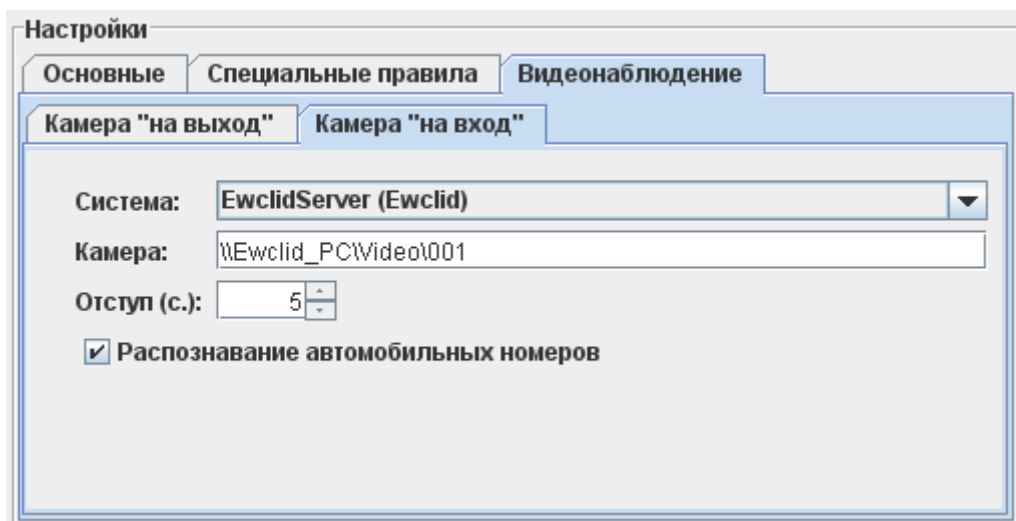 Настройки
Основные Специальные правила Видеонаблюдение
Камера "на выход" Камера "на вход"
Система: EwclidServer (Ewclid)
Камера: \\Ewclid_PC\Video\001
Отступ (с.): 5
Распознавание автомобильных номеров